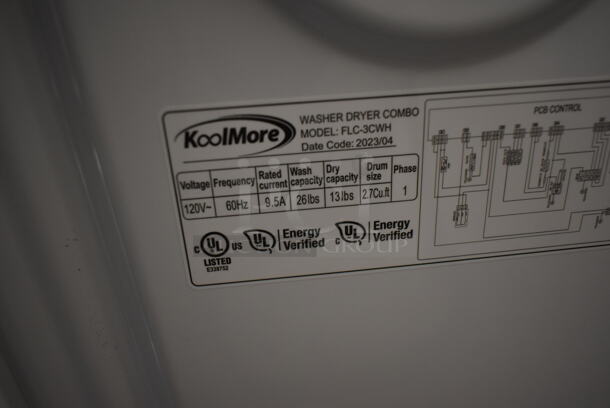 KoolMore
WASHER DRYER COMBO
MODEL: FLC-3CWH
Date Code: 2023/04
PCB CONTROL
Voltage Frequency Rated current Wash capacity Dry capacity Drum size Phase
120V~ 60Hz 9.5A 26lbs 13lbs 2.7Cu.ft 1
C UL US
LISTED
E338752
UL Energy Verified
C UL Energy Verified
GROUP